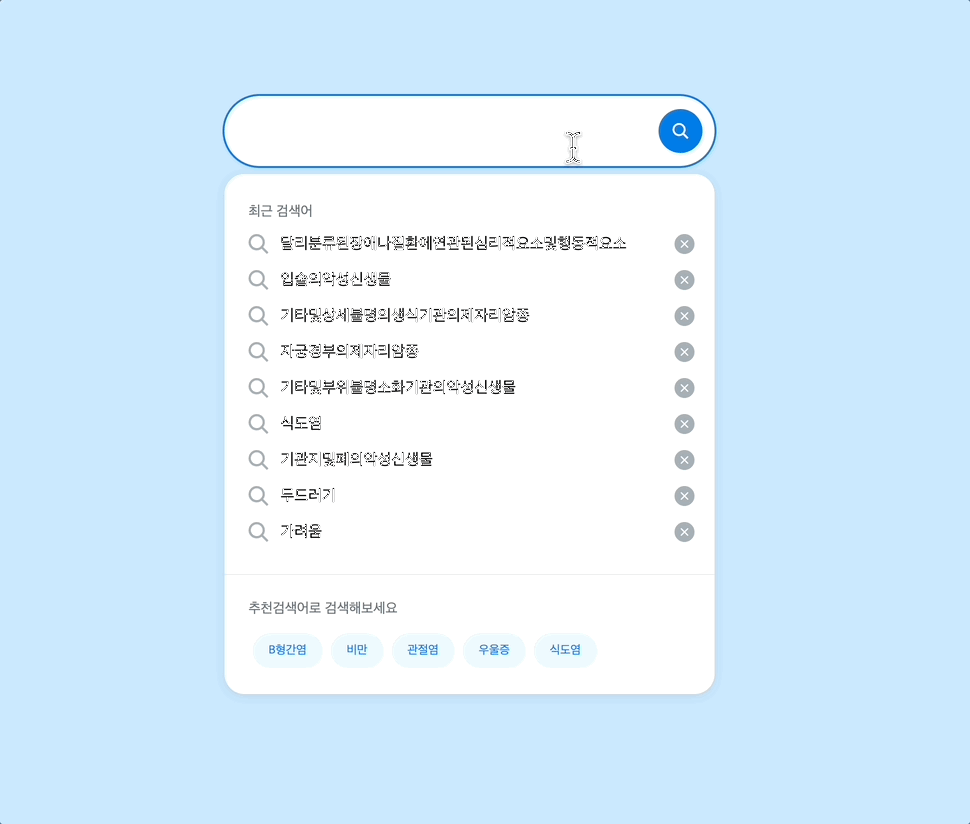 최근 검색어
달리분류된장애나질환에연관된심리적요소및행동적요소
입술의악성신생물
기타및상세불명의생식기관의제자리암종
자궁경부의제자리암종
기타및부위불명소화기관의악성신생물
식도염
기관지및폐의악성신생물
두드러기
가려움
추천검색어로 검색해보세요
B형간염 비만 관절염 우울증 식도염